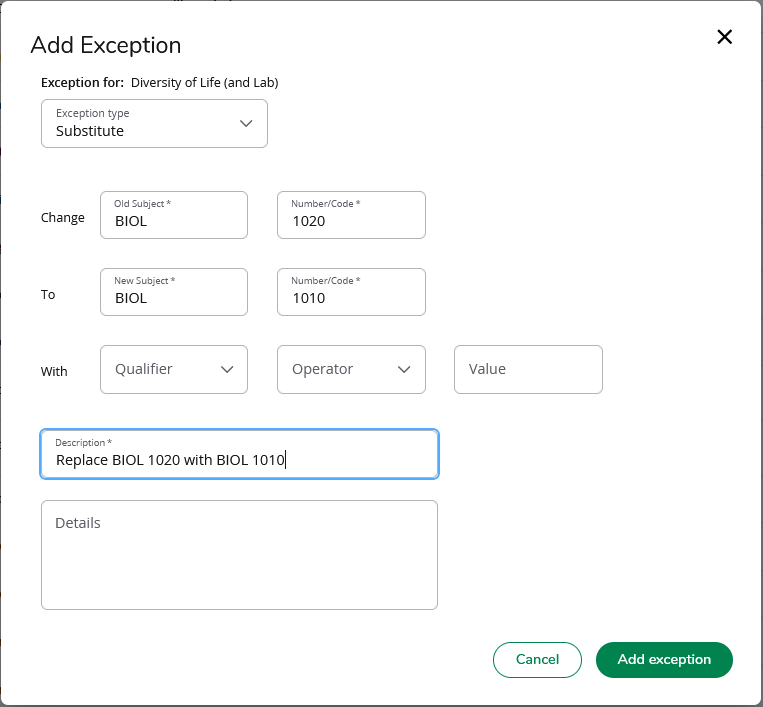 Add Exception
Exception for: Diversity of Life (and Lab)
Exception type
Substitute
Change
Old Subject *
BIOL
Number/Code *
1020
To
New Subject *
BIOL
Number/Code *
1010
With
Qualifier
Operator
Value
Description *
Replace BIOL 1020 with BIOL 1010
Details
Cancel
Add exception